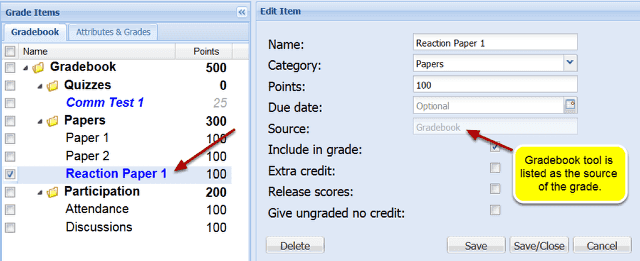 Grade Items
Gradebook Attributes & Grades
Name Points
Gradebook 500
Quizzes 0
Comm Test 1 25
Papers 300
Paper 1 100
Paper 2 100
Reaction Paper 1 100
Participation 200
Attendance 100
Discussions 100
Edit Item
Name: Reaction Paper 1
Category: Papers
Points: 100
Due date: Optional
Source: Gradebook
Include in grade:
Extra credit:
Release scores:
Give ungraded no credit:
Gradebook tool is
listed as the source
of the grade.
Delete Save Save/Close Cancel